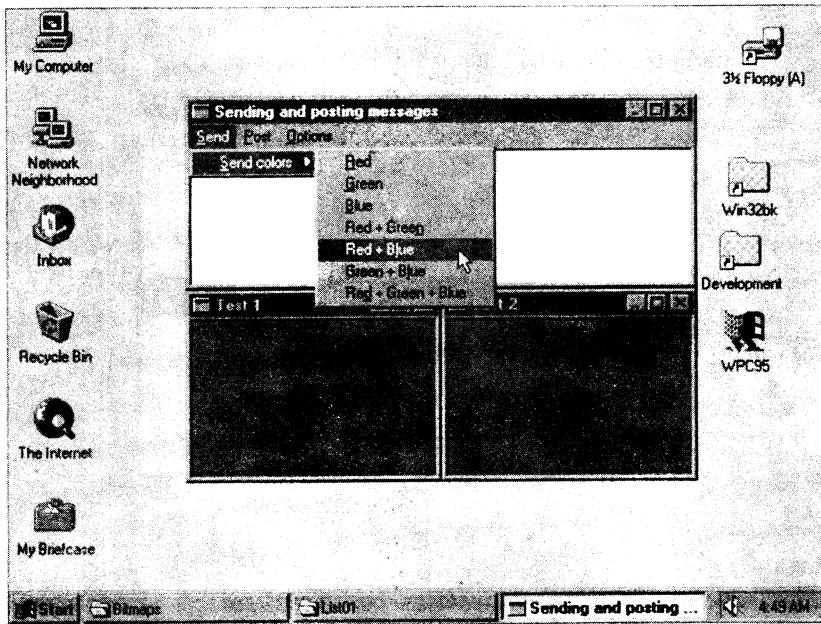 My Computer
3½ Floppy (A)
Sending and posting messages
Send Post Options
Send colors
Red
Green
Blue
Red + Green
Red + Blue
Green + Blue
Red + Green + Blue
Network
Neighborhood
Win32bk
Inbox
Development
Test 1
2
Recycle Bin
WPC95
The Internet
My Briefcase
Start
Bitmaps
List01
Sending and posting ...
4:49 AM